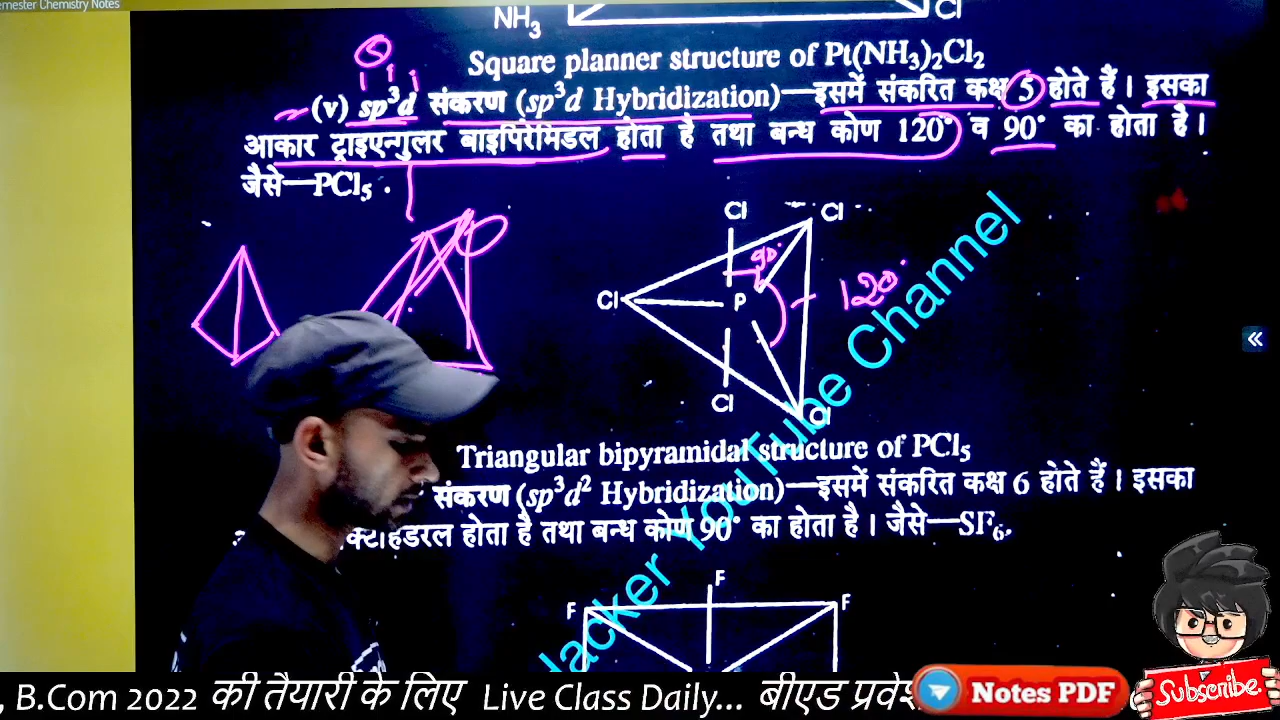 emester Chemistry Notes
NH₃
Cl
Square planner structure of Pt(NH₃)₂Cl₂
5
(v) sp³d संकरण (sp³d Hybridization)—इसमें संकरित कक्ष 5 होते हैं। इसका
आकार ट्राइएन्गुलर बाइपिरेमिडल होता है तथा बन्ध कोण 120° व 90° का होता है।
जैसे—PCl₅.
Cl
Cl
90°
Cl
P
120°
Cl
Cl
Triangular bipyramidal structure of PCl₅
संकरण (sp³d² Hybridization)—इसमें संकरित कक्ष 6 होते हैं। इसका
क्टाहेडरल होता है तथा बन्ध कोण 90° का होता है। जैसे—SF₆.
F
F
F
acker YouTube Channel
, B.Com 2022 की तैयारी के लिए Live Class Daily... बीएड प्रवेश
Notes PDF
Subscribe.